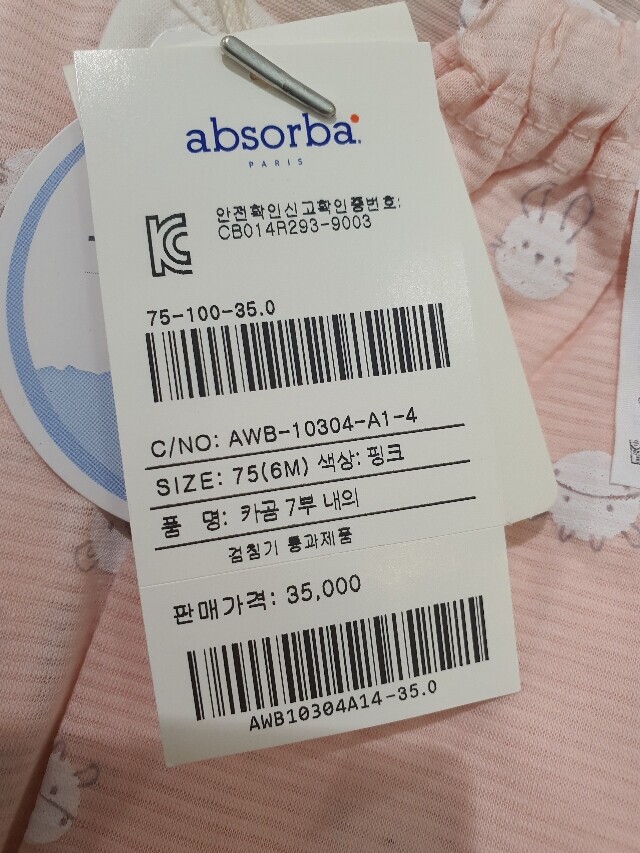 absorba.
PARIS
안전확인신고확인증번호:
CB014R293-9003
75-100-35.0
C/NO: AWB-10304-A1-4
SIZE: 75(6M) 색상: 핑크
품 명: 카곰 7부 내의
검침기 통과제품
판매가격: 35,000
AWB10304A14-35.0